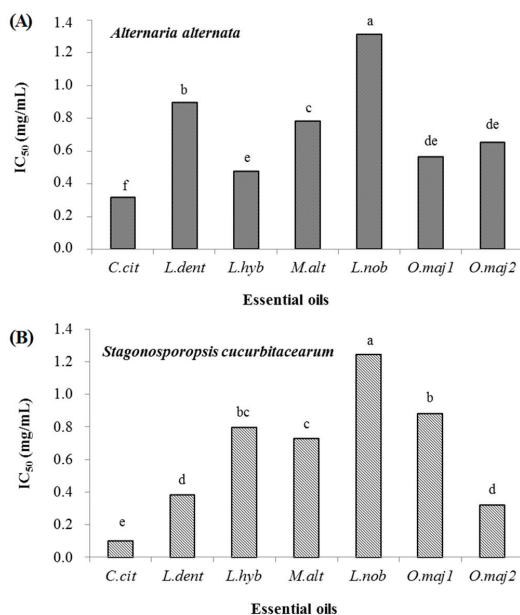 (A)
Alternaria alternata
IC50 (mg/mL)
1.4
1.2
1.0
0.8
0.6
0.4
0.2
0.0
f
b
e
c
a
de
de
C.cit L.dent L.hyb M.alt L.nob O.maj1 O.maj2
Essential oils
(B)
Stagonosporopsis cucurbitacearum
IC50 (mg/mL)
1.4
1.2
1.0
0.8
0.6
0.4
0.2
0.0
e
d
bc
c
a
b
d
C.cit L.dent L.hyb M.alt L.nob O.maj1 O.maj2
Essential oils